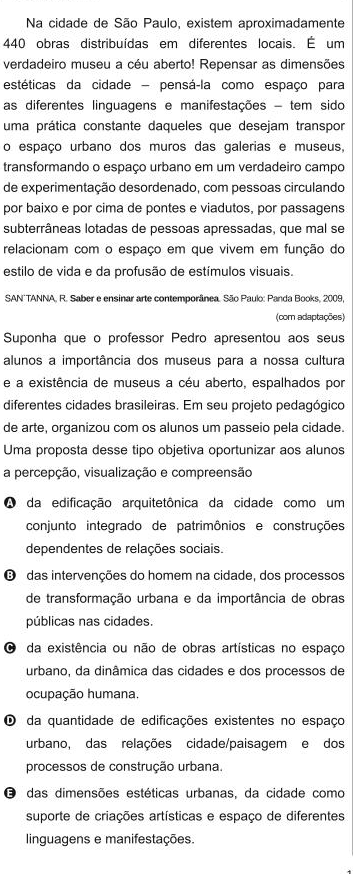 Na cidade de São Paulo, existem aproximadamente
440 obras distribuídas em diferentes locais. É um
verdadeiro museu a céu aberto! Repensar as dimensões
estéticas da cidade – pensá-la como espaço para
as diferentes linguagens e manifestações – tem sido
uma prática constante daqueles que desejam transpor
o espaço urbano dos muros das galerias e museus,
transformando o espaço urbano em um verdadeiro campo
de experimentação desordenado, com pessoas circulando
por baixo e por cima de pontes e viadutos, por passagens
subterrâneas lotadas de pessoas apressadas, que mal se
relacionam com o espaço em que vivem em função do
estilo de vida e da profusão de estímulos visuais.
SAN`TANNA, R. Saber e ensinar arte contemporânea. São Paulo: Panda Books, 2009,
(com adaptações)
Suponha que o professor Pedro apresentou aos seus
alunos a importância dos museus para a nossa cultura
e a existência de museus a céu aberto, espalhados por
diferentes cidades brasileiras. Em seu projeto pedagógico
de arte, organizou com os alunos um passeio pela cidade.
Uma proposta desse tipo objetiva oportunizar aos alunos
a percepção, visualização e compreensão
A da edificação arquitetônica da cidade como um
conjunto integrado de patrimônios e construções
dependentes de relações sociais.
B das intervenções do homem na cidade, dos processos
de transformação urbana e da importância de obras
públicas nas cidades.
C da existência ou não de obras artísticas no espaço
urbano, da dinâmica das cidades e dos processos de
ocupação humana.
D da quantidade de edificações existentes no espaço
urbano, das relações cidade/paisagem e dos
processos de construção urbana.
E das dimensões estéticas urbanas, da cidade como
suporte de criações artísticas e espaço de diferentes
linguagens e manifestações.